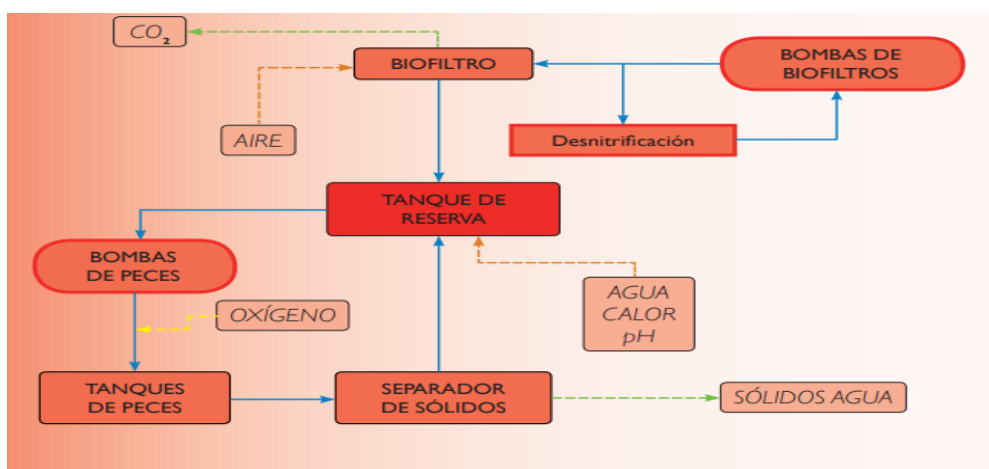 CO₂
BIOFILTRO
BOMBAS DE
BIOFILTROS
AIRE
Desnitrificación
TANQUE DE
RESERVA
BOMBAS
DE PECES
OXÍGENO
AGUA
CALOR
pH
TANQUES
DE PECES
SEPARADOR
DE SÓLIDOS
SÓLIDOS AGUA